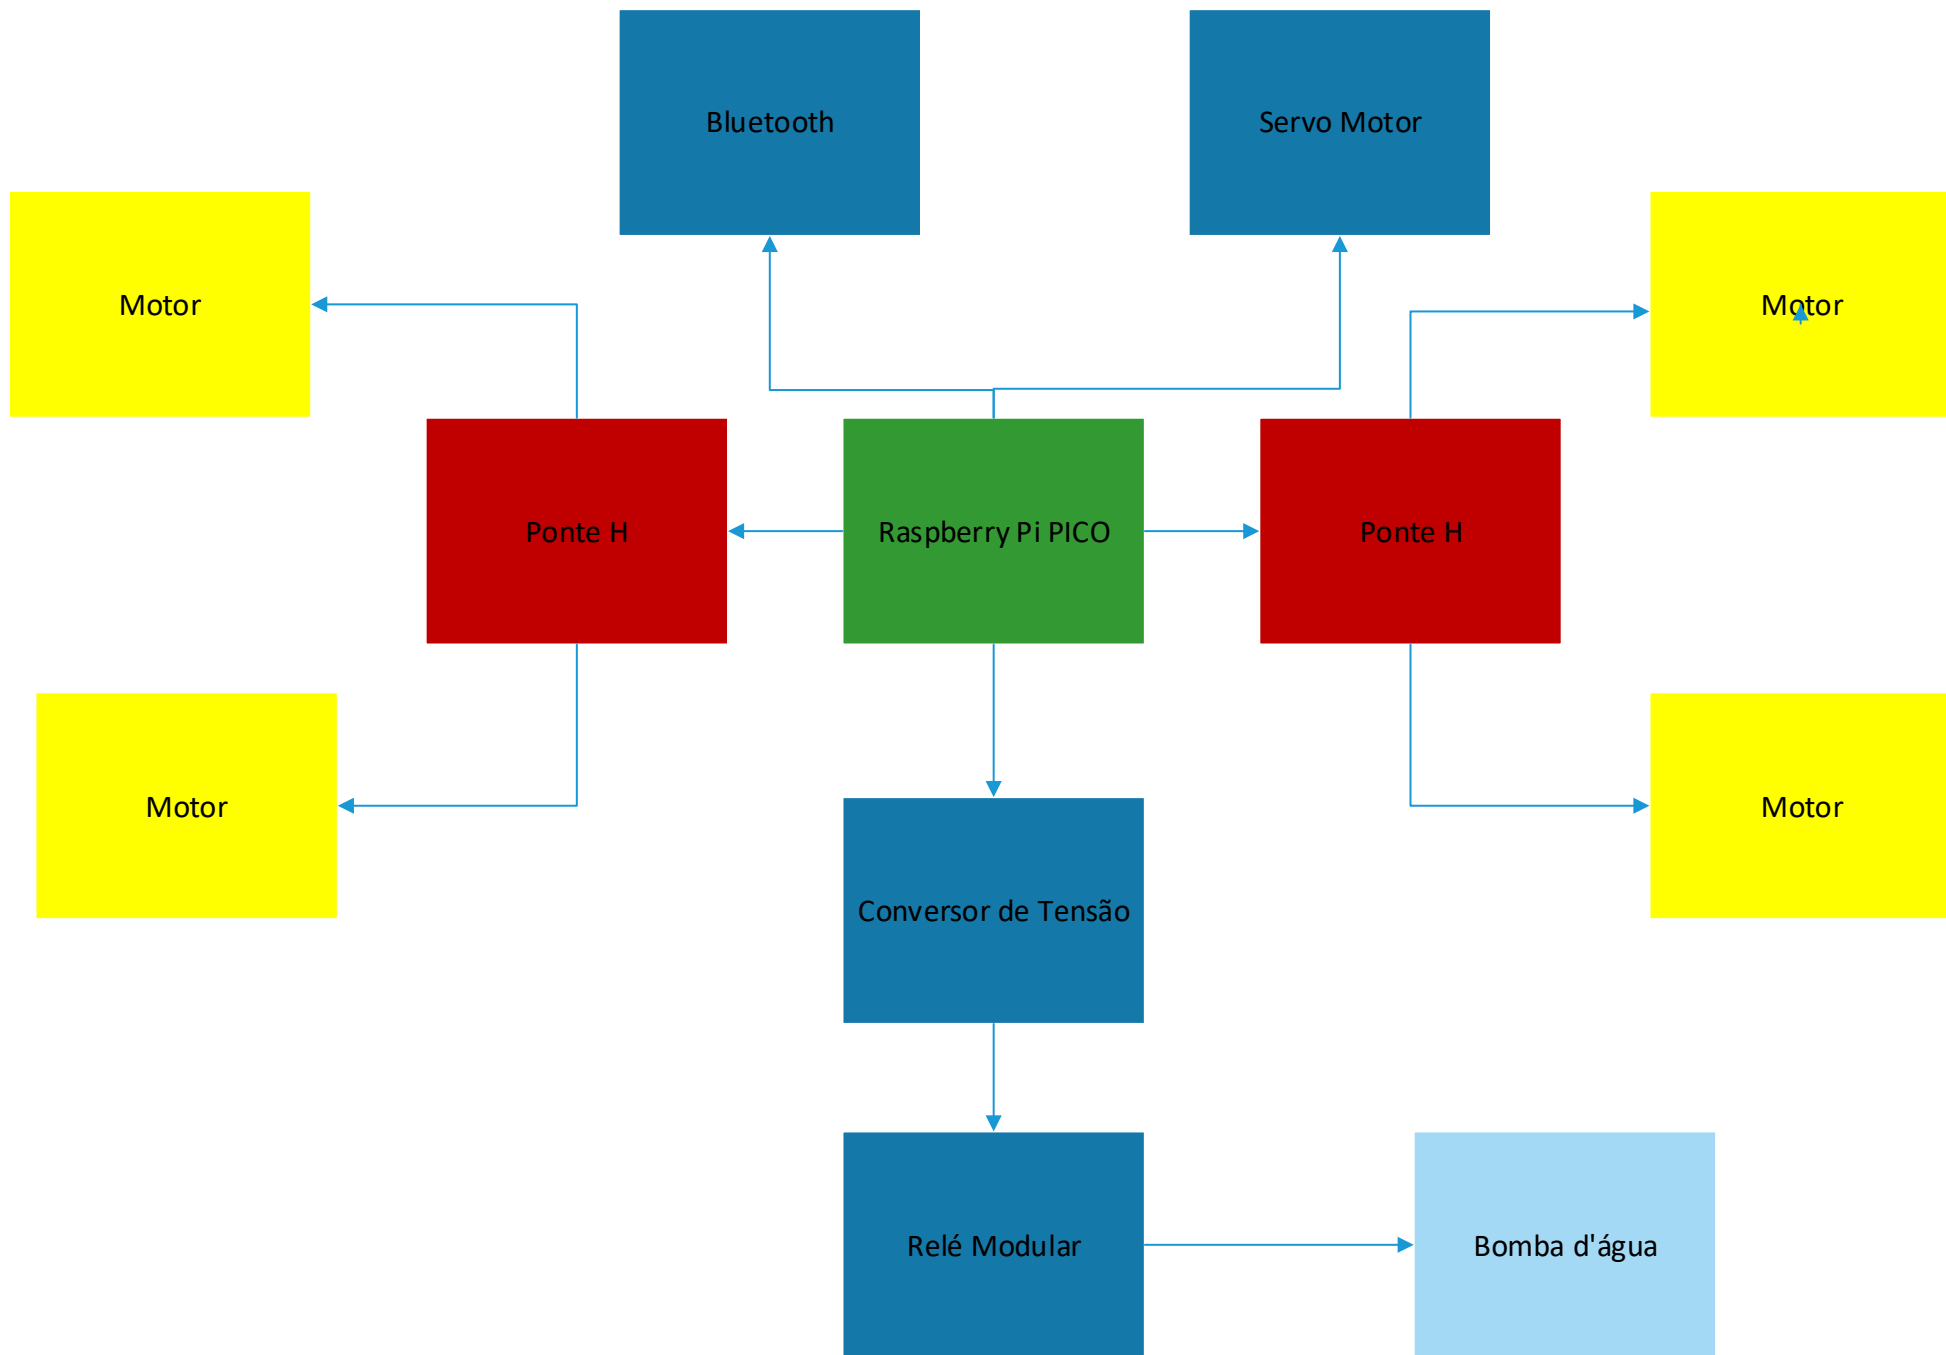 Bluetooth
Servo Motor
Motor
Motor
Ponte H
Raspberry Pi PICO
Ponte H
Motor
Motor
Conversor de Tensão
Relé Modular
Bomba d'água